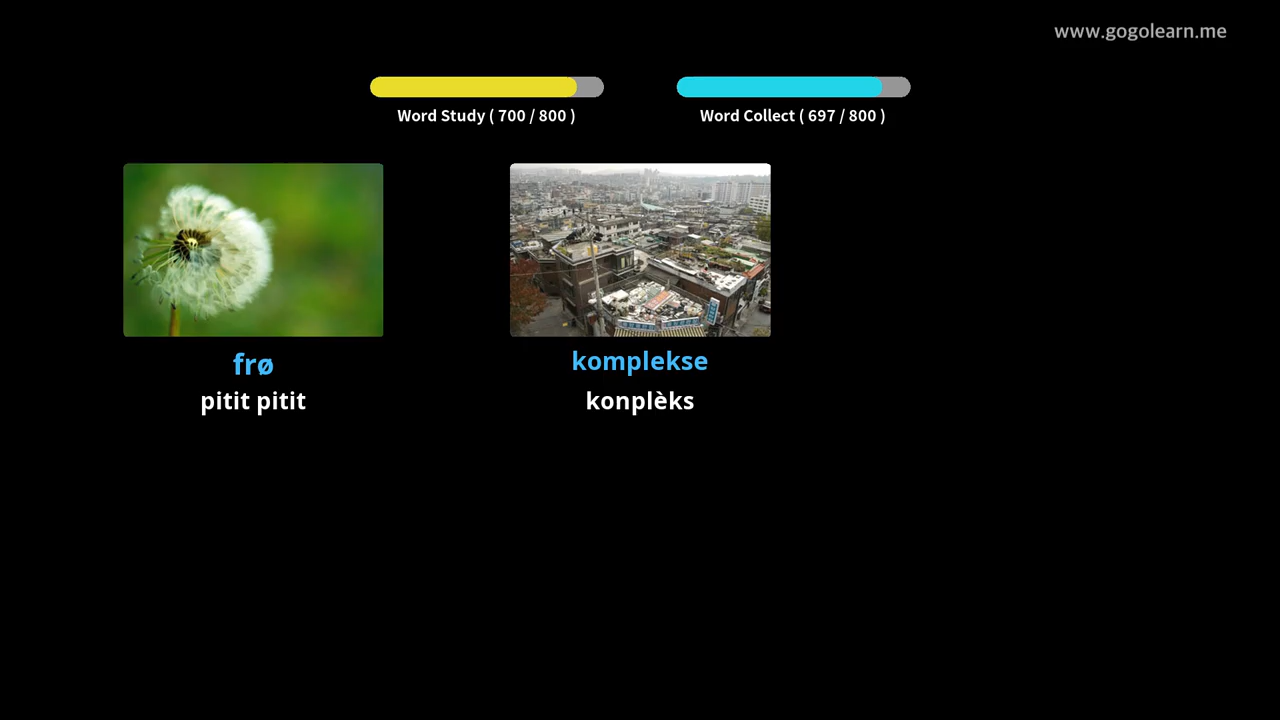 www.gogolearn.me
Word Study ( 700 / 800 )
Word Collect ( 697 / 800 )
frø
pitit pitit
komplekse
konplèks